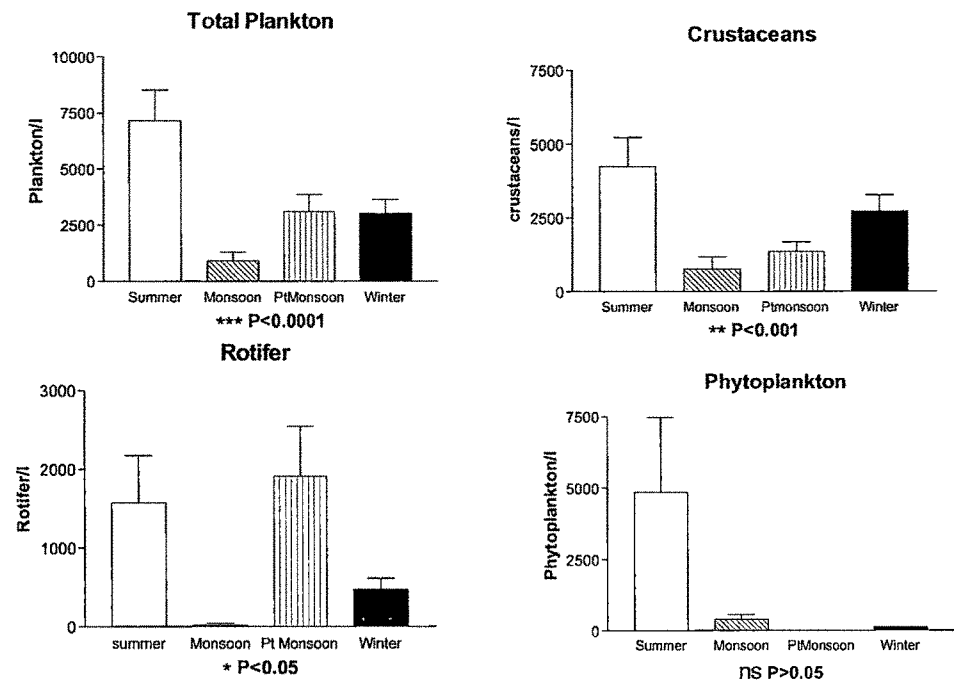 Total Plankton
10000
7500
5000
2500
0
Plankton/l
Summer Monsoon PtMonsoon Winter
*** P<0.0001
Crustaceans
7500
5000
2500
0
crustaceans/l
Summer Monsoon Ptmonsoon Winter
** P<0.001
Rotifer
3000
2000
1000
0
Rotifer/l
summer Monsoon Pt Monsoon Winter
* P<0.05
Phytoplankton
7500
5000
2500
0
Phytoplankton/l
Summer Monsoon PtMonsoon Winter
ns P>0.05